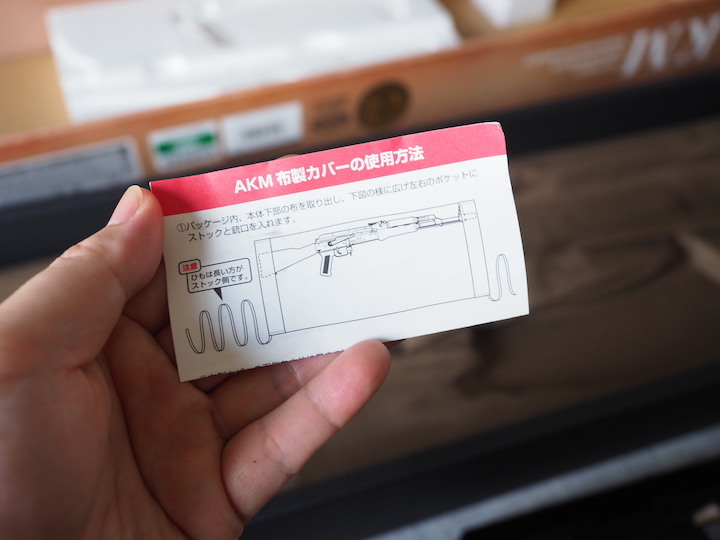 AKM 布製カバーの使用方法
①パッケージ内、本体下部の布を取り出し、下図の様に広げ左右のポケットに
ストックと銃口を入れます。
注意
ひもは長い方が
ストック側です。
AKM